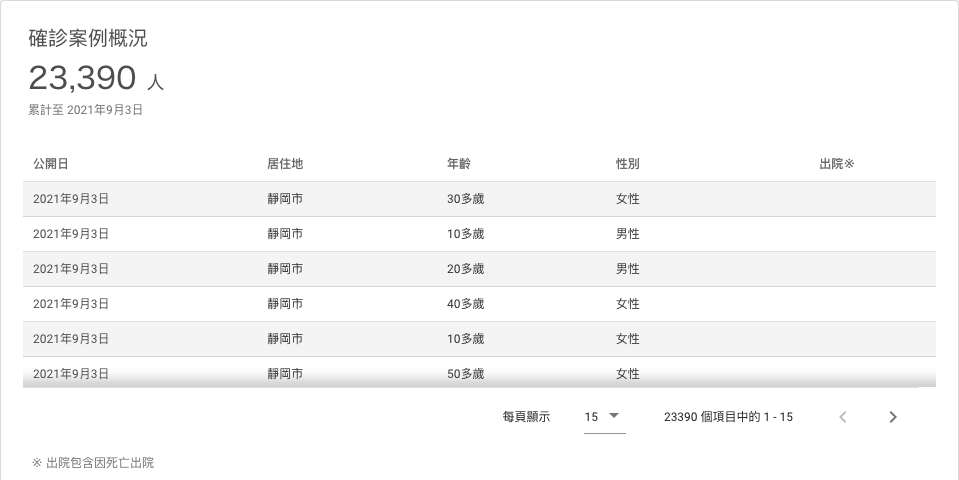 確診案例概況
23,390 人
累計至 2021年9月3日
公開日 居住地 年齡 性別 出院※
2021年9月3日 靜岡市 30多歲 女性
2021年9月3日 靜岡市 10多歲 男性
2021年9月3日 靜岡市 20多歲 男性
2021年9月3日 靜岡市 40多歲 女性
2021年9月3日 靜岡市 10多歲 女性
2021年9月3日 靜岡市 50多歲 女性
每頁顯示 15 23390 個項目中的 1 - 15
※ 出院包含因死亡出院